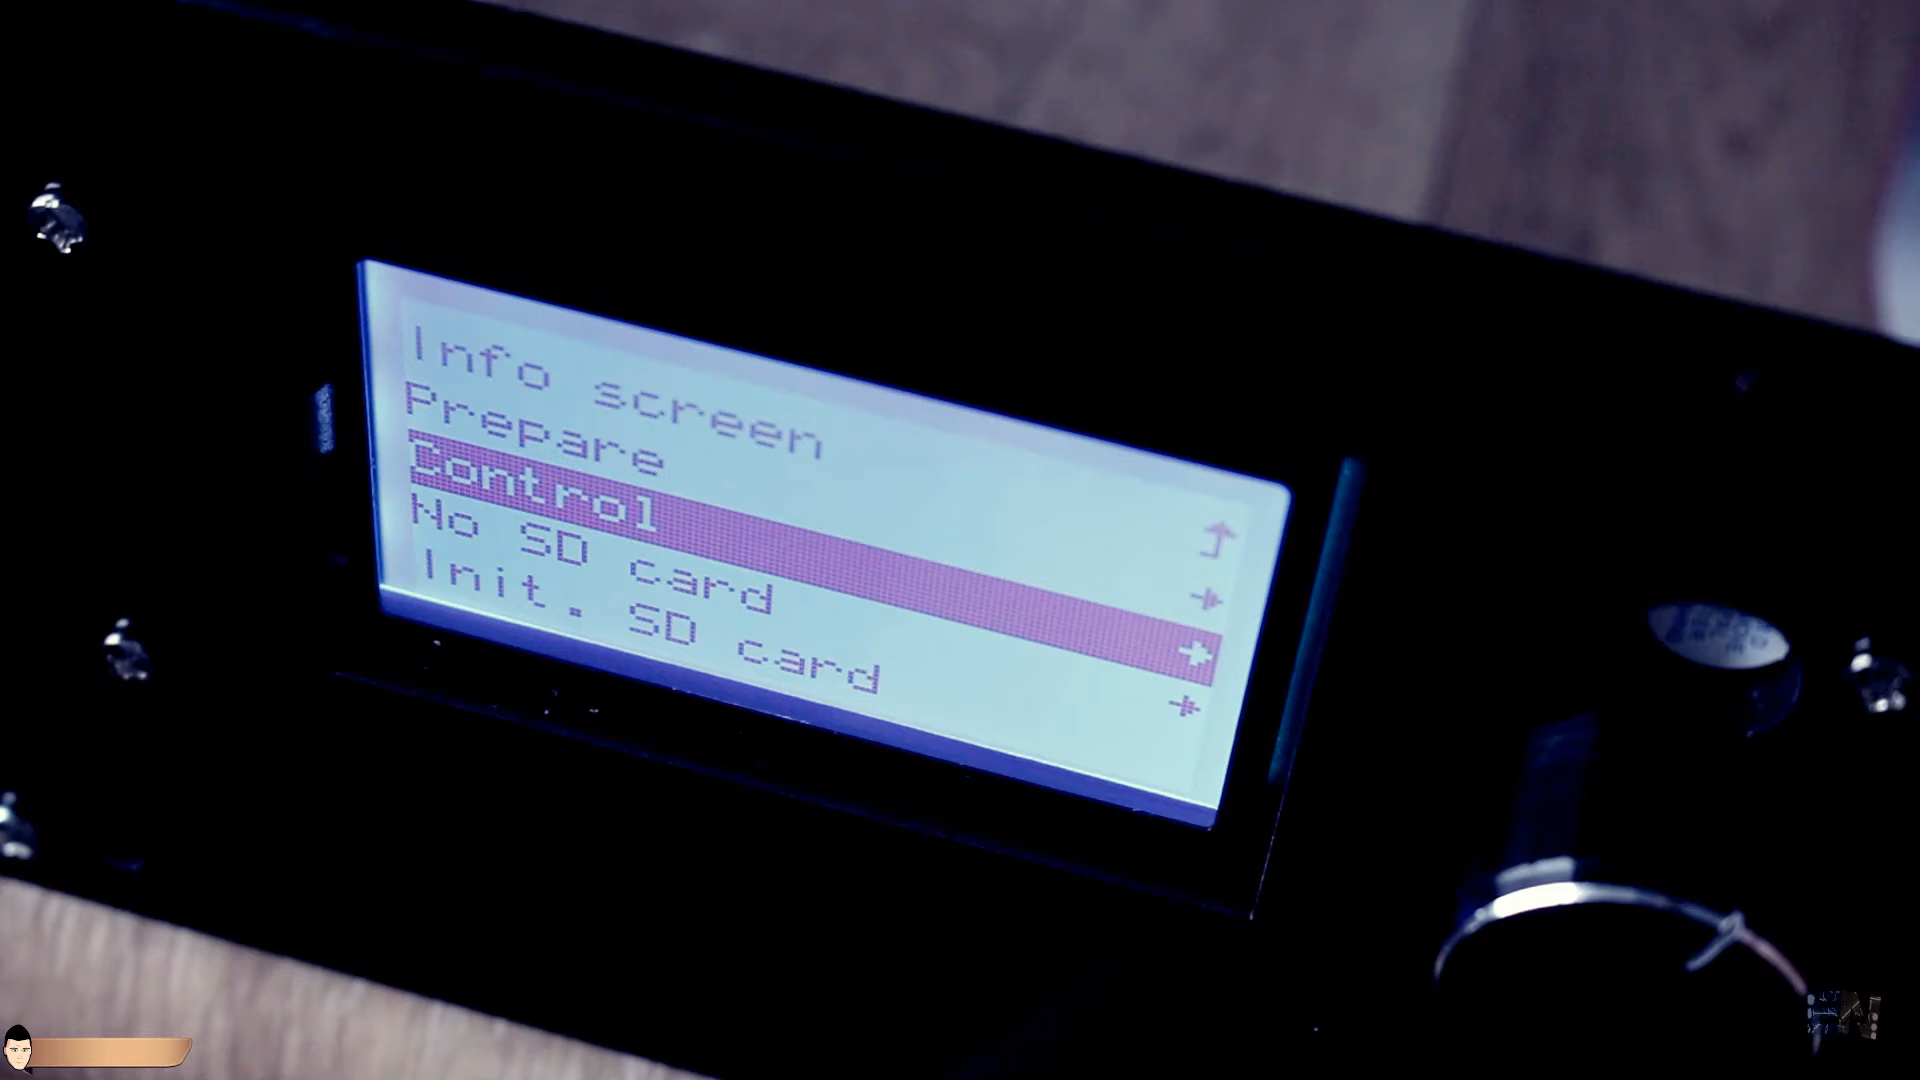 Info screen
Prepare
Control
No SD card
Init. SD card